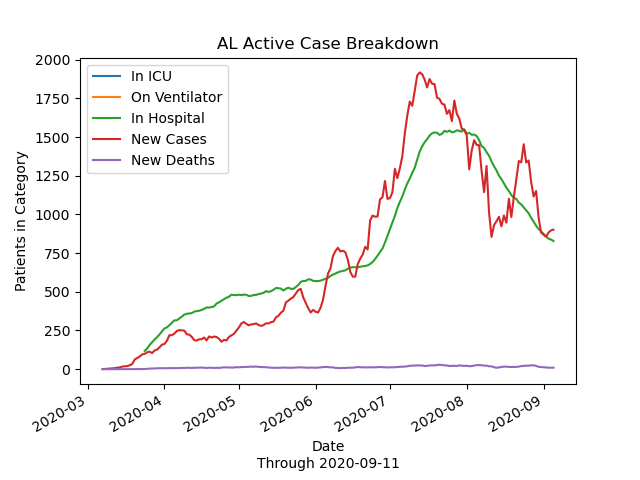 AL Active Case Breakdown
In ICU
On Ventilator
In Hospital
New Cases
New Deaths
Patients in Category
2000
1750
1500
1250
1000
750
500
250
0
2020-03
2020-04
2020-05
2020-06
2020-07
2020-08
2020-09
Date
Through 2020-09-11